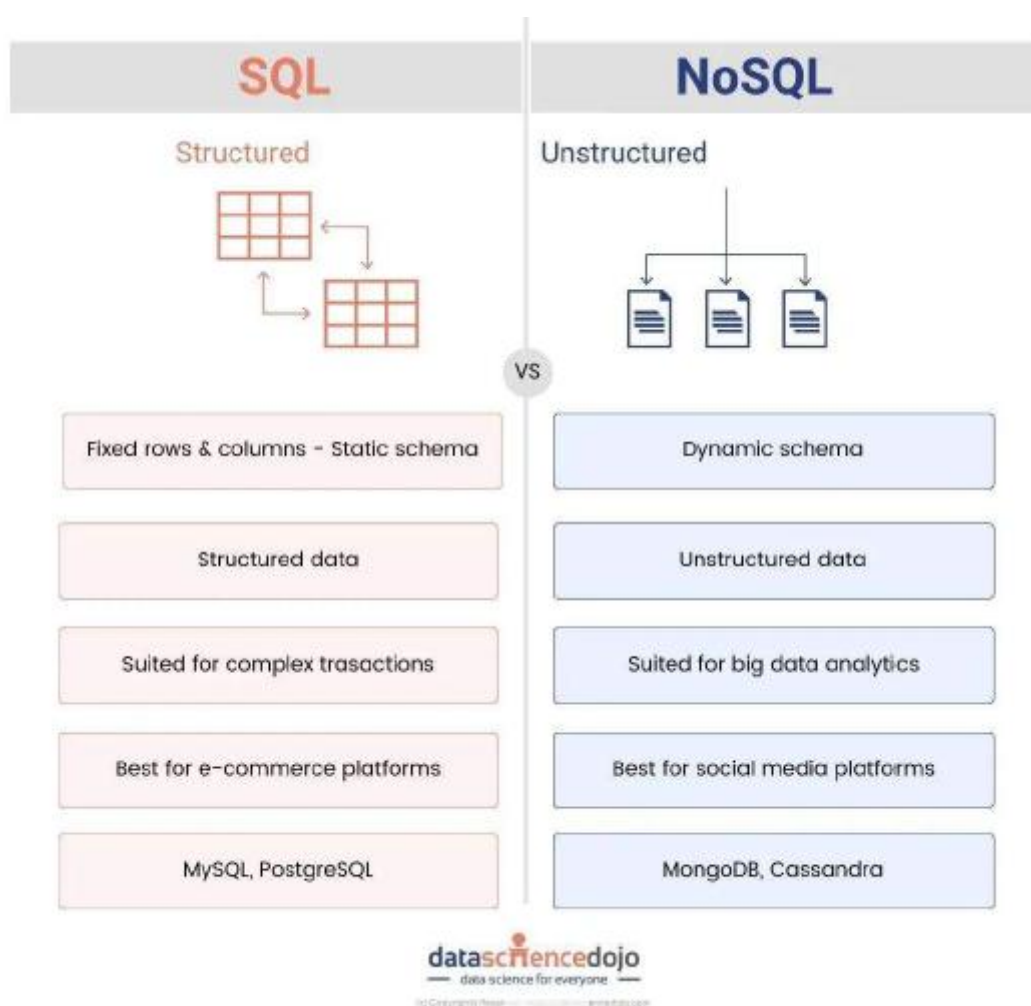 SQL
NoSQL
Structured
Unstructured
VS
Fixed rows & columns - Static schema
Dynamic schema
Structured data
Unstructured data
Suited for complex trasactions
Suited for big data analytics
Best for e-commerce platforms
Best for social media platforms
MySQL, PostgreSQL
MongoDB, Cassandra
datasciencedojo
data science for everyone